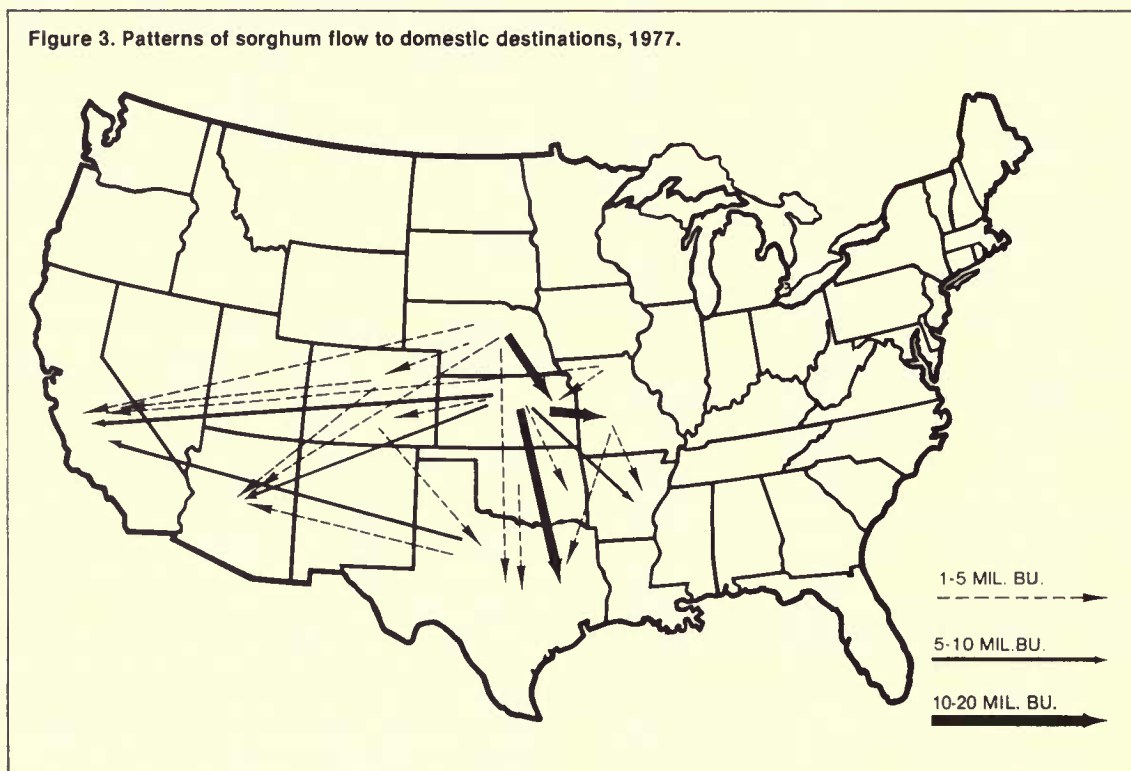 Figure 3. Patterns of sorghum flow to domestic destinations, 1977.
1-5 MIL. BU.
5-10 MIL.BU.
10-20 MIL. BU.